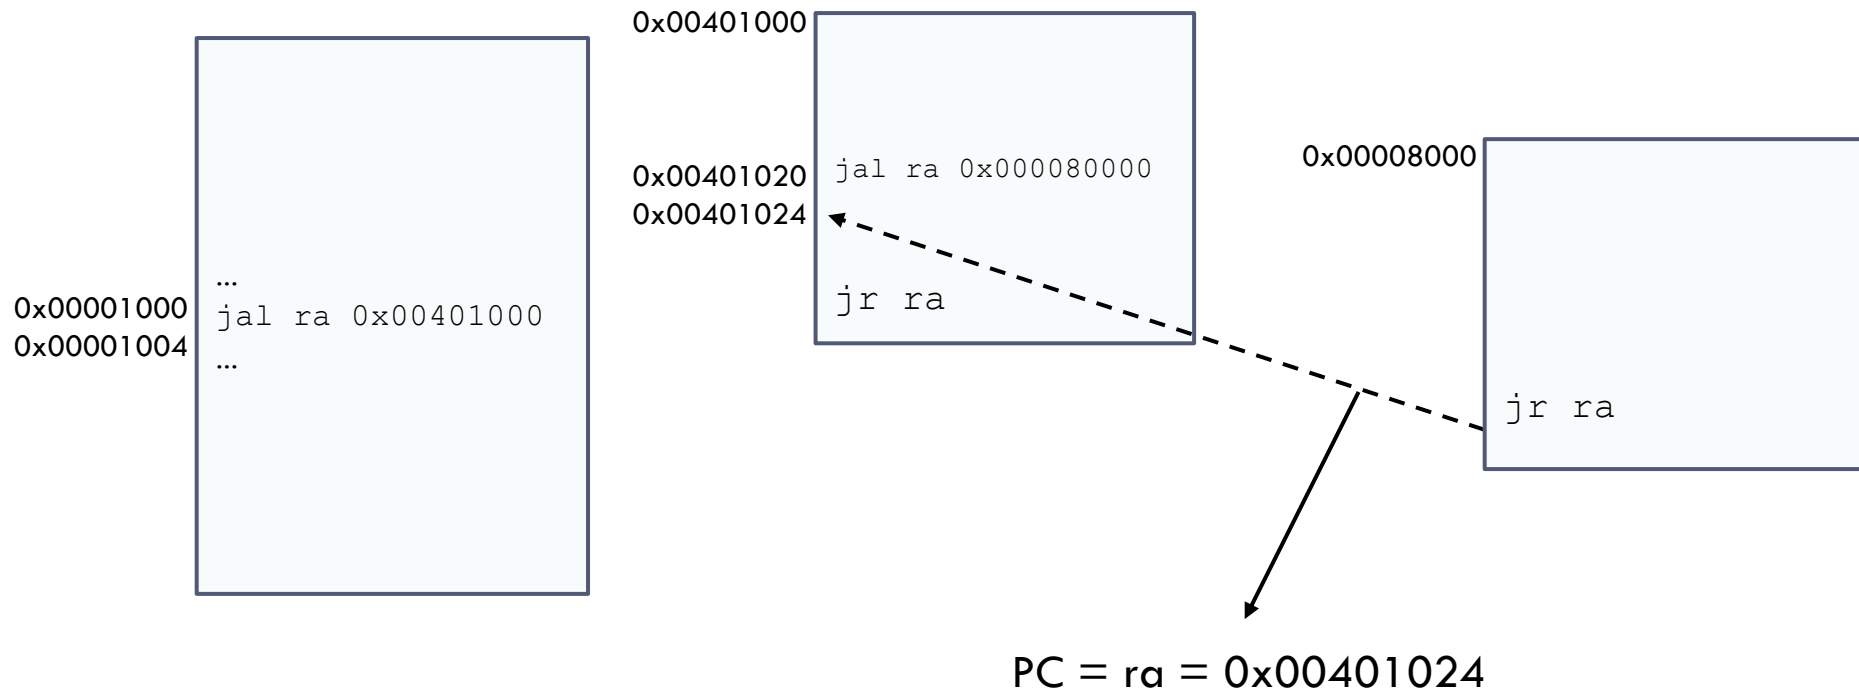 0x00001000
0x00001004
...
jal ra 0x00401000
...
0x00401000
0x00401020
0x00401024
jal ra 0x000080000
jr ra
0x00008000
jr ra
PC = ra = 0x00401024